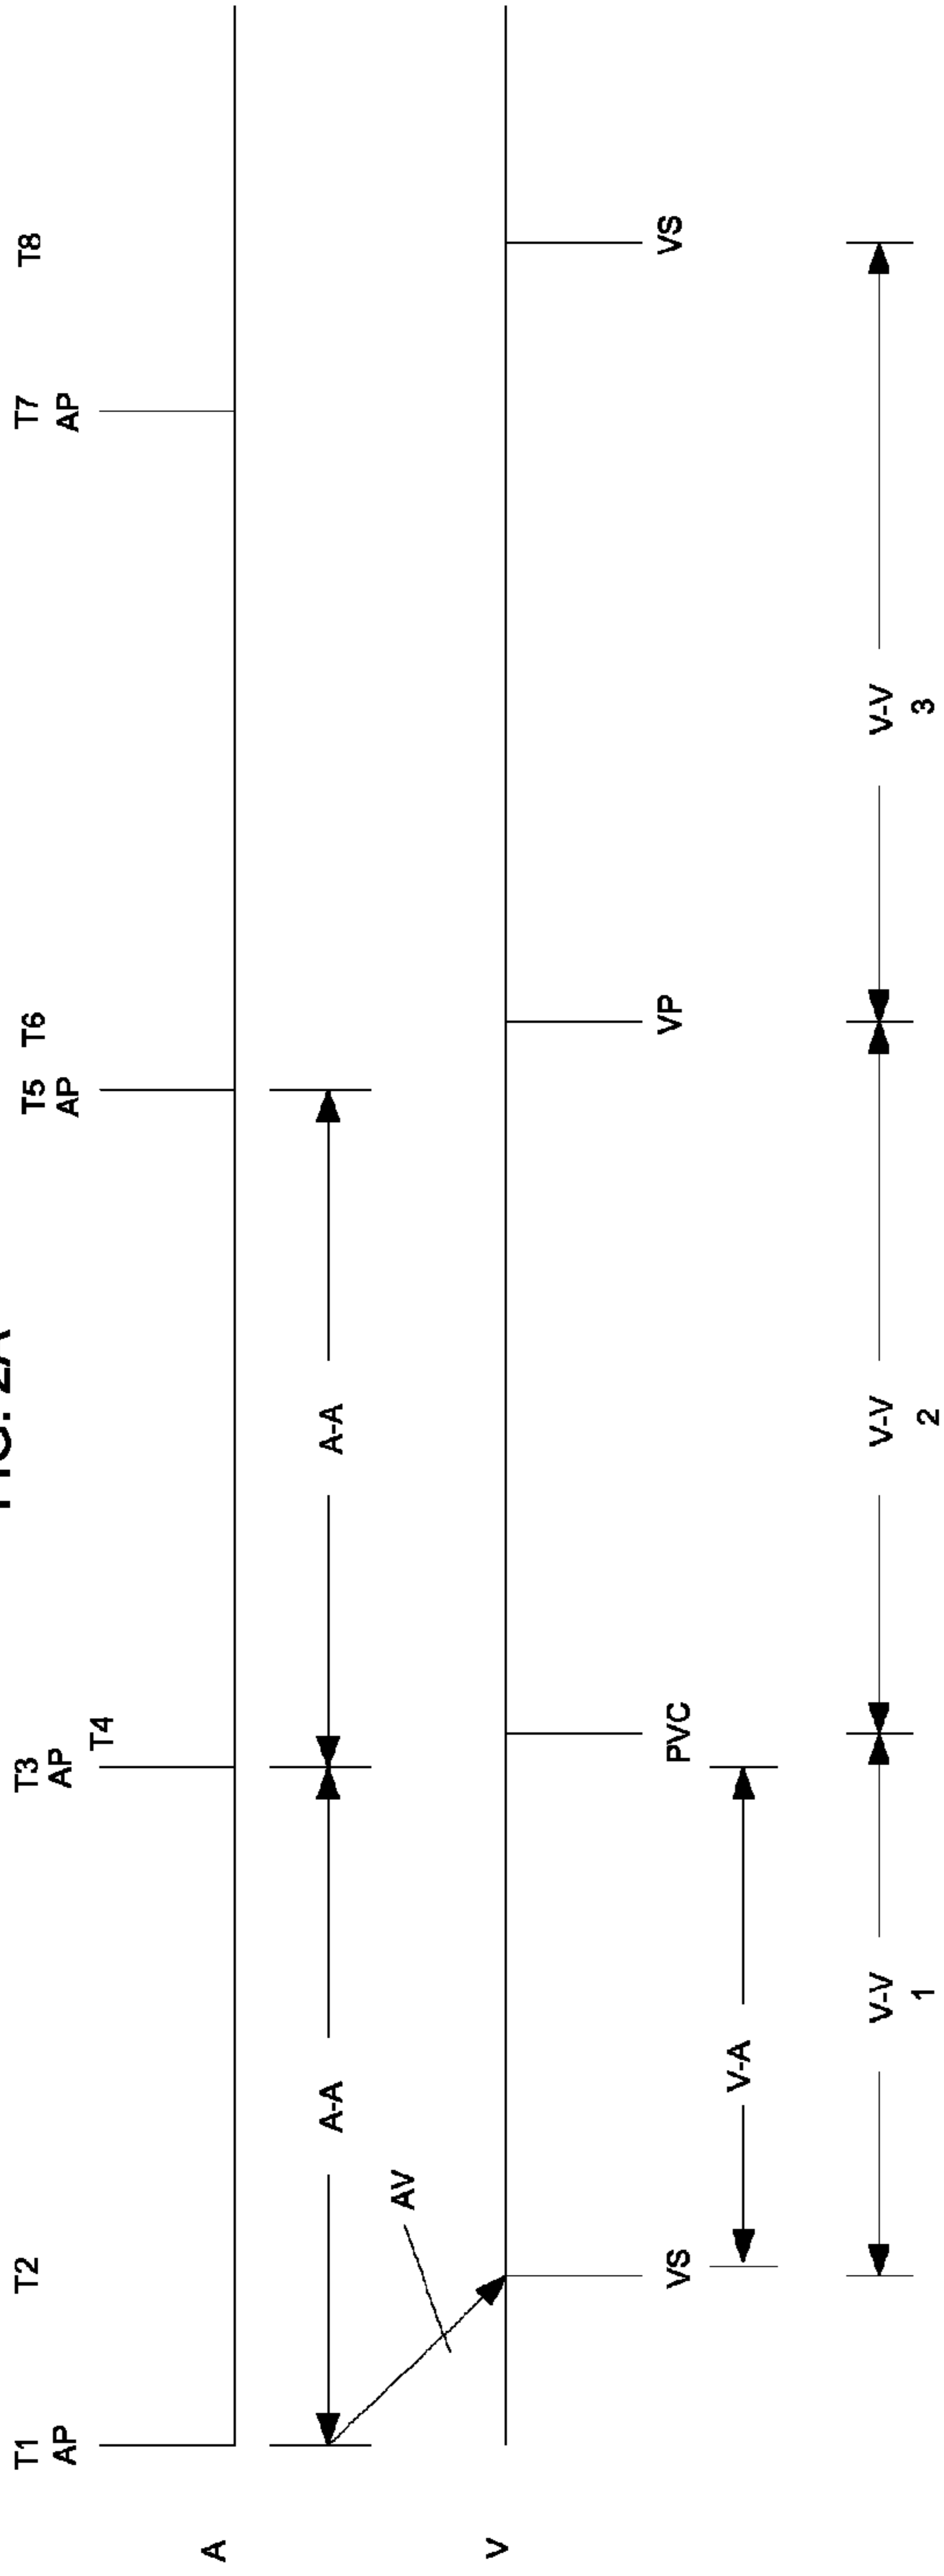 FIG. 2A
T1 T2 T3 T4 T5 T6 T7 T8
AP AP AP AP
A
A-A A-A
AV
V
VS PVC VP VS
V-A
V-V V-V V-V
1 2 3